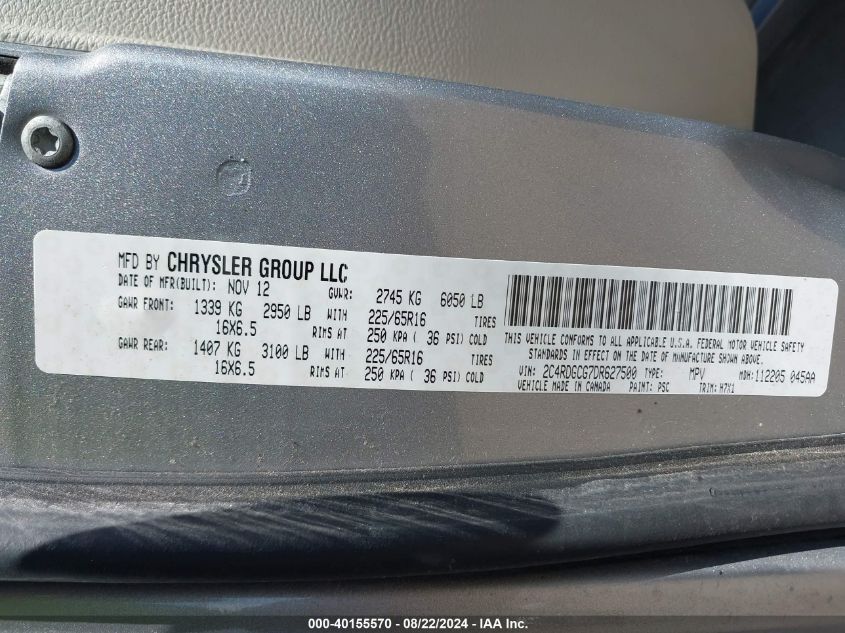 MFD BY CHRYSLER GROUP LLC
DATE OF MFR(BUILT): NOV 12 GVWR: 2745 KG 6050 LB
GAWR FRONT: 1339 KG 2950 LB WITH 225/65R16 TIRES
16X6.5 RIMS AT 250 KPA ( 36 PSI) COLD
GAWR REAR: 1407 KG 3100 LB WITH 225/65R16 TIRES
16X6.5 RIMS AT 250 KPA ( 36 PSI) COLD
THIS VEHICLE CONFORMS TO ALL APPLICABLE U.S.A. FEDERAL MOTOR VEHICLE SAFETY
STANDARDS IN EFFECT ON THE DATE OF MANUFACTURE SHOWN ABOVE.
VIN: 2C4RDGCG7DR627500 TYPE: MPV MDH: 112205 045AA
VEHICLE MADE IN CANADA PAINT: PSC TRIM: H7X1
000-40155570 - 08/22/2024 - IAA Inc.